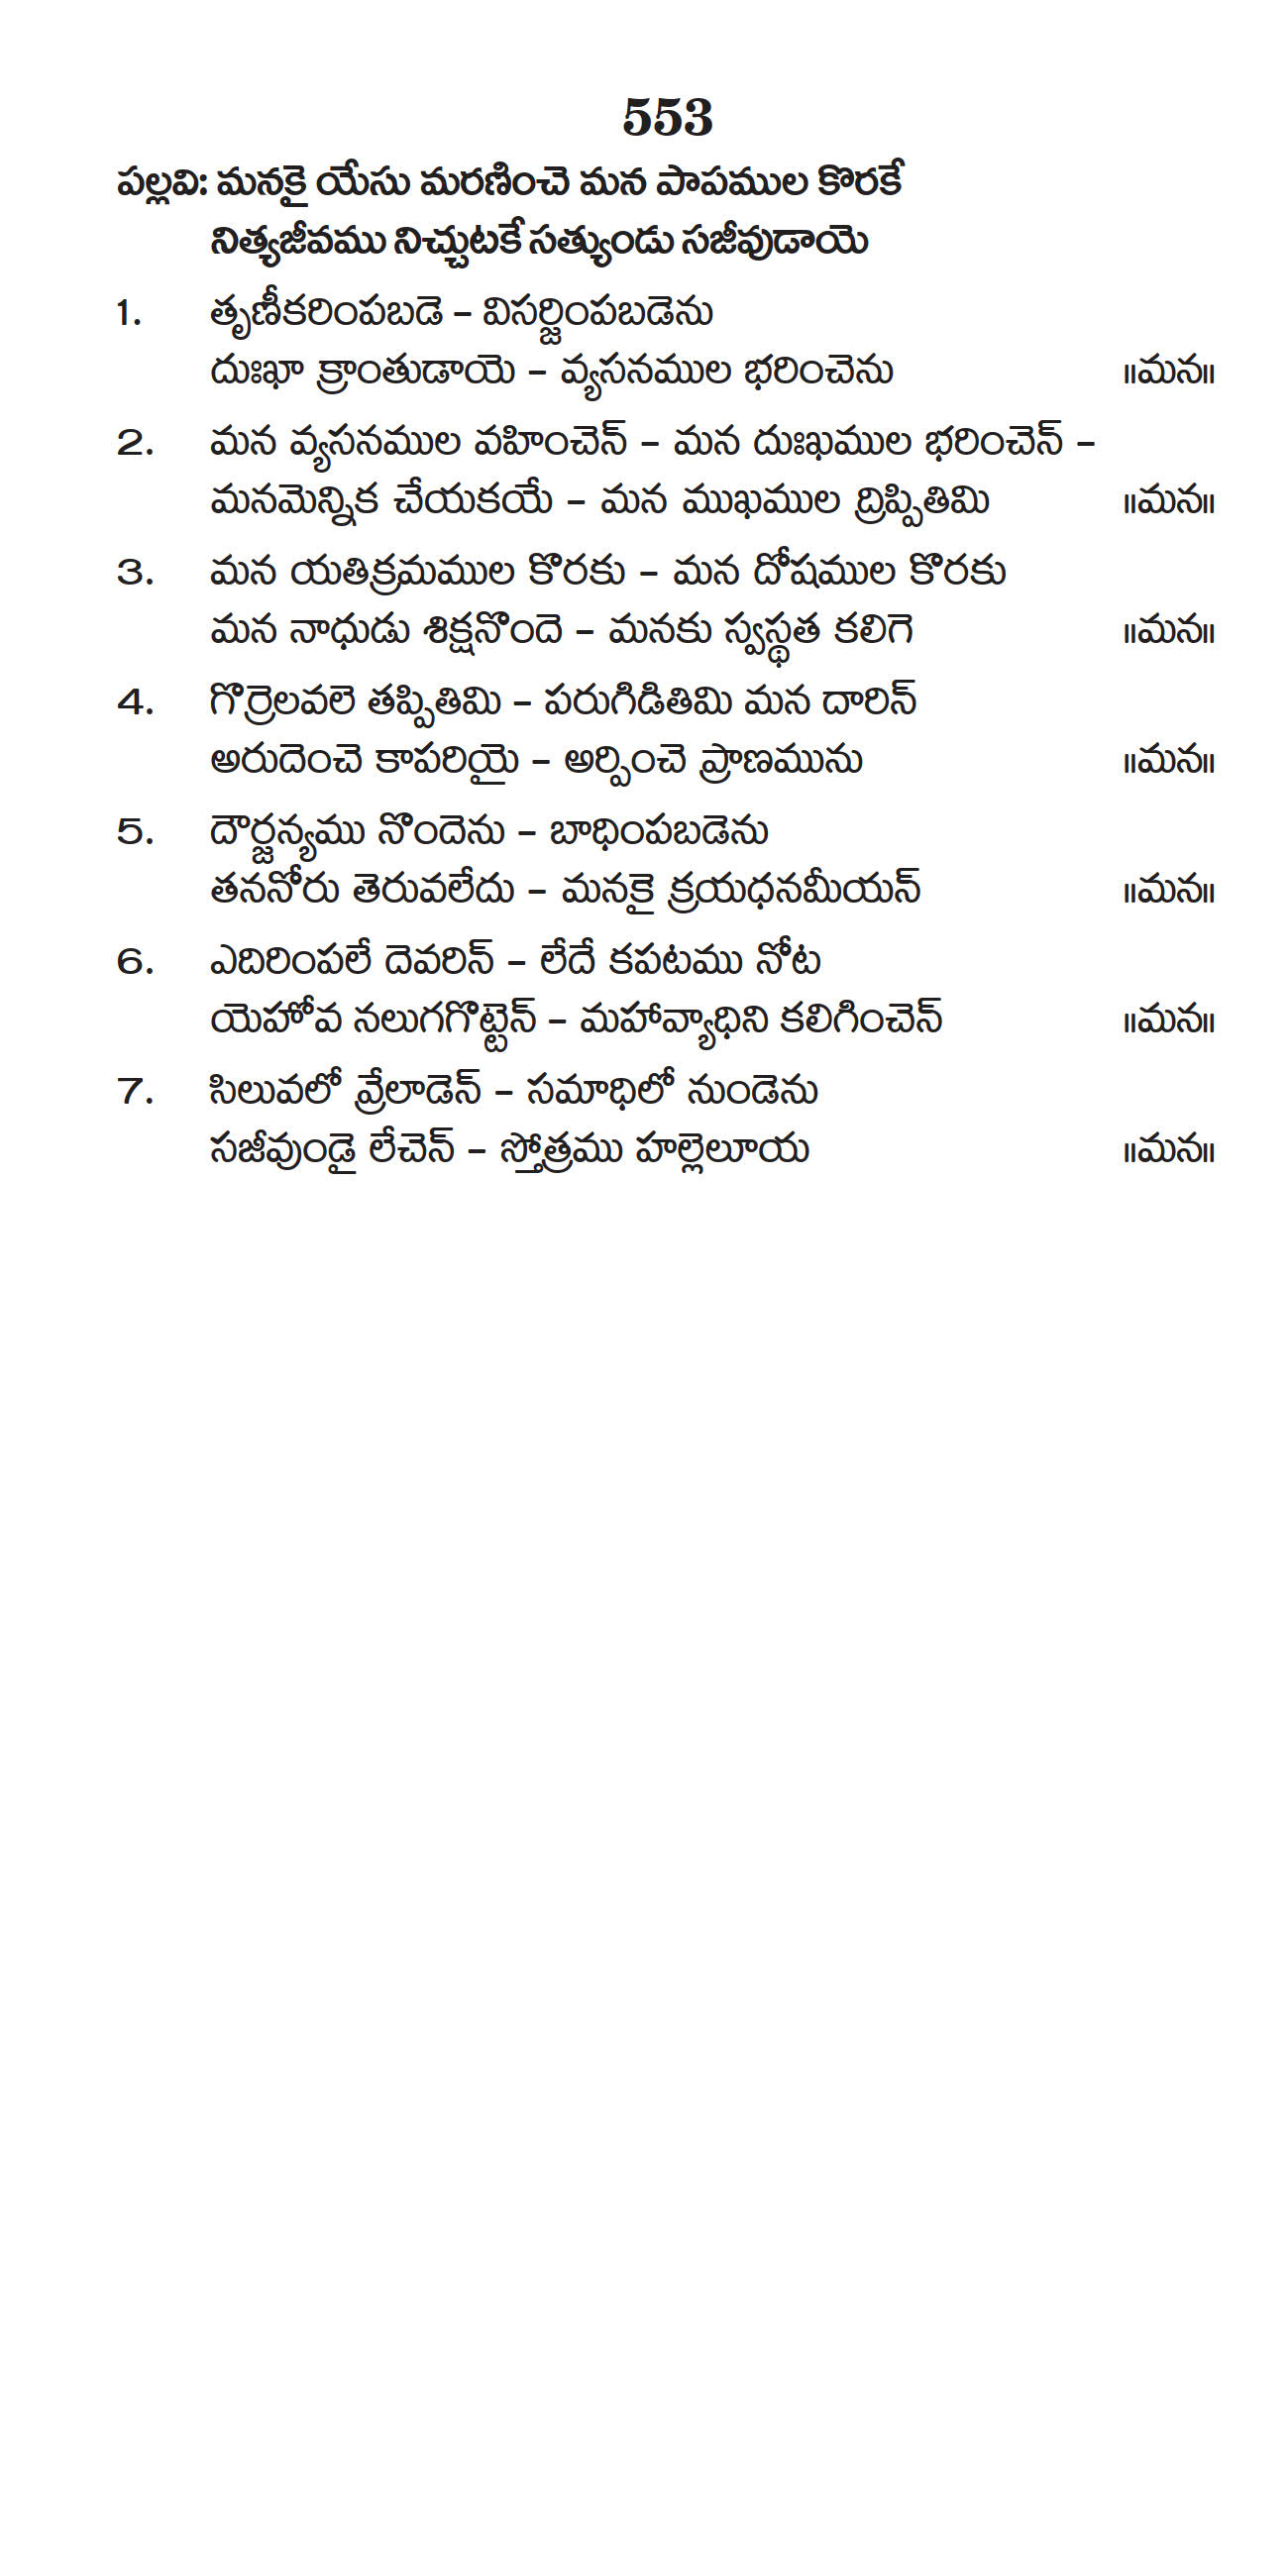 553
పల్లవి: మనకై యేసు మరణించె మన పాపముల కొరకే
నిత్యజీవము నిచ్చుటకే సత్యుండు సజీవుడాయె
1. తృణీకరింపబడె – విసర్జింపబడెను
దుఃఖా క్రాంతుడాయె – వ్యసనముల భరించెను ॥మన॥
2. మన వ్యసనముల వహించెన్ – మన దుఃఖముల భరించెన్ –
మనమెన్నిక చేయకయే – మన ముఖముల ద్రిప్పితిమి ॥మన॥
3. మన యతిక్రమముల కొరకు – మన దోషముల కొరకు
మన నాధుడు శిక్షనొందె – మనకు స్వస్థత కలిగె ॥మన॥
4. గొర్రెలవలె తప్పితిమి – పరుగిడితిమి మన దారిన్
అరుదెంచె కాపరియై – అర్పించె ప్రాణమును ॥మన॥
5. దౌర్జన్యము నొందెను – బాధింపబడెను
తననోరు తెరువలేదు – మనకై క్రయధనమీయన్ ॥మన॥
6. ఎదిరింపలే దెవరిన్ – లేదే కపటము నోట
యెహోవ నలుగగొట్టెన్ – మహావ్యాధిని కలిగించెన్ ॥మన॥
7. సిలువలో వ్రేలాడెన్ – సమాధిలో నుండెను
సజీవుండై లేచెన్ – స్తోత్రము హల్లెలూయ ॥మన॥